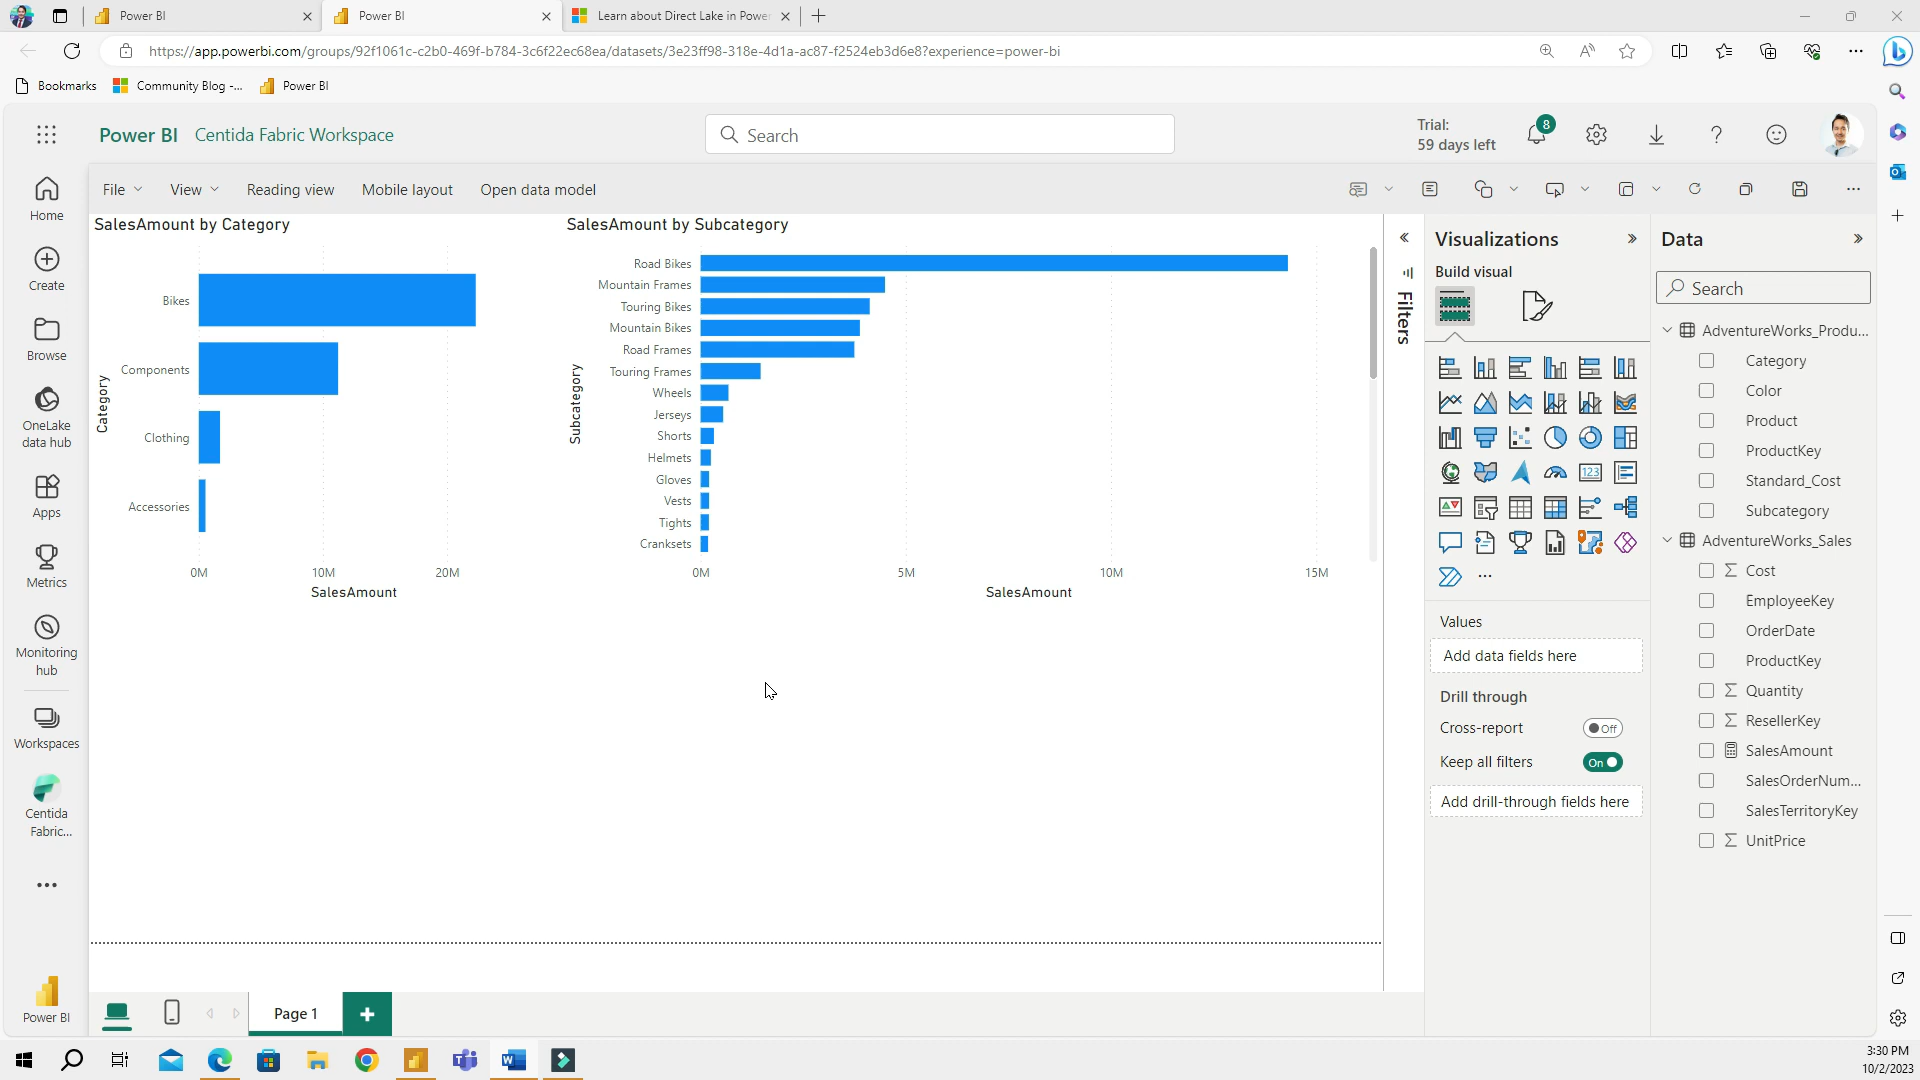 Power BI
Power BI
Learn about Direct Lake in Power
https://app.powerbi.com/groups/92f1061c-c2b0-469f-b784-3c6f22ec68ea/datasets/3e23ff98-318e-4d1a-ac87-f2524eb3d6e8?experience=power-bi
Bookmarks
Community Blog -...
Power BI
Power BI Centida Fabric Workspace
Search
Trial:
59 days left
8
File
View
Reading view
Mobile layout
Open data model
Home
Create
Browse
OneLake
data hub
Apps
Metrics
Monitoring
hub
Workspaces
Centida
Fabric...
Power BI
SalesAmount by Category
Category
Bikes
Components
Clothing
Accessories
0M
10M
20M
SalesAmount
SalesAmount by Subcategory
Subcategory
Road Bikes
Mountain Frames
Touring Bikes
Mountain Bikes
Road Frames
Touring Frames
Wheels
Jerseys
Shorts
Helmets
Gloves
Vests
Tights
Cranksets
0M
5M
10M
15M
SalesAmount
Filters
Visualizations
Build visual
123
Values
Add data fields here
Drill through
Cross-report
Off
Keep all filters
On
Add drill-through fields here
Data
Search
AdventureWorks_Produ...
Category
Color
Product
ProductKey
Standard_Cost
Subcategory
AdventureWorks_Sales
Cost
EmployeeKey
OrderDate
ProductKey
Quantity
ResellerKey
SalesAmount
SalesOrderNum...
SalesTerritoryKey
UnitPrice
Page 1
3:30 PM
10/2/2023